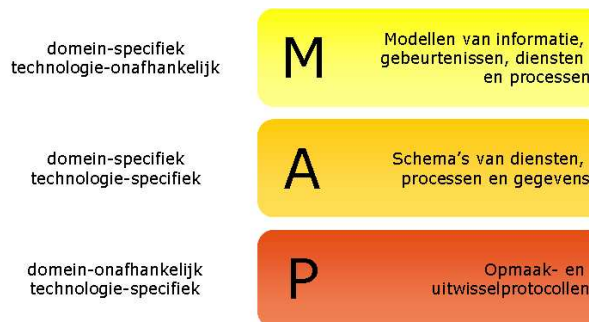 domein-specifiek
technologie-onafhankelijk
M
Modellen van informatie,
gebeurtenissen, diensten
en processen
domein-specifiek
technologie-specifiek
A
Schema's van diensten,
processen en gegevens
domein-onafhankelijk
technologie-specifiek
P
Opmaak- en
uitwisselprotocollen